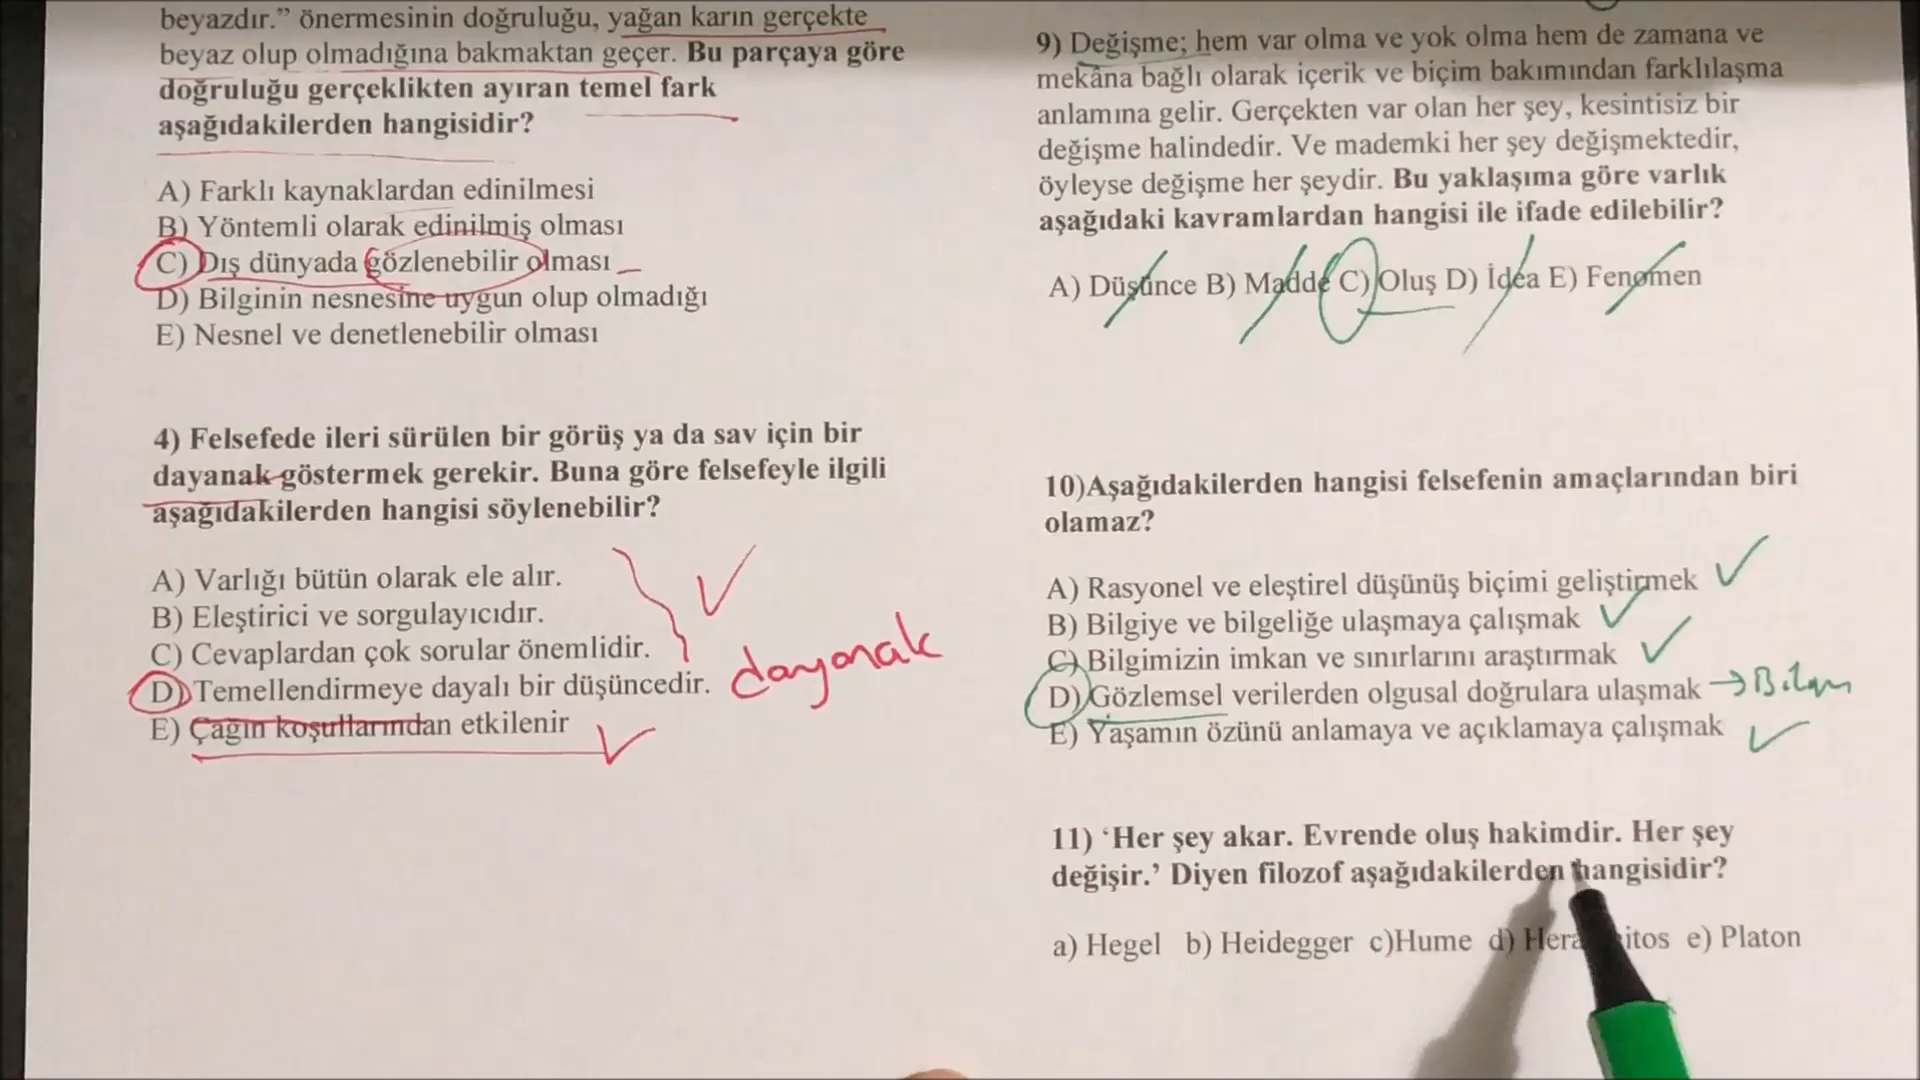 beyazdır.” önermesinin doğruluğu, yağan karın gerçekte
beyaz olup olmadığına bakmaktan geçer. Bu parçaya göre
doğruluğu gerçeklikten ayıran temel fark
aşağıdakilerden hangisidir?
A) Farklı kaynaklardan edinilmesi
B) Yöntemli olarak edinilmiş olması
C) Dış dünyada gözlenebilir olması
D) Bilginin nesnesine uygun olup olmadığı
E) Nesnel ve denetlenebilir olması
4) Felsefede ileri sürülen bir görüş ya da sav için bir
dayanak göstermek gerekir. Buna göre felsefeyle ilgili
aşağıdakilerden hangisi söylenebilir?
A) Varlığı bütün olarak ele alır.
B) Eleştirici ve sorgulayıcıdır.
C) Cevaplardan çok sorular önemlidir.
D) Temellendirmeye dayalı bir düşüncedir.
dayanak
E) Çağın koşullarından etkilenir
9) Değişme; hem var olma ve yok olma hem de zamana ve
mekâna bağlı olarak içerik ve biçim bakımından farklılaşma
anlamına gelir. Gerçekten var olan her şey, kesintisiz bir
değişme halindedir. Ve mademki her şey değişmektedir,
öyleyse değişme her şeydir. Bu yaklaşıma göre varlık
aşağıdaki kavramlardan hangisi ile ifade edilebilir?
A) Düşünce B) Madde C) Oluş D) İdea E) Fenomen
10)Aşağıdakilerden hangisi felsefenin amaçlarından biri
olamaz?
A) Rasyonel ve eleştirel düşünüş biçimi geliştirmek
B) Bilgiye ve bilgeliğe ulaşmaya çalışmak
C) Bilgimizin imkan ve sınırlarını araştırmak
D) Gözlemsel verilerden olgusal doğrulara ulaşmak
E) Yaşamın özünü anlamaya ve açıklamaya çalışmak
11) ‘Her şey akar. Evrende oluş hakimdir. Her şey
değişir.’ Diyen filozof aşağıdakilerden hangisidir?
a) Hegel b) Heidegger c)Hume d) e) Platon